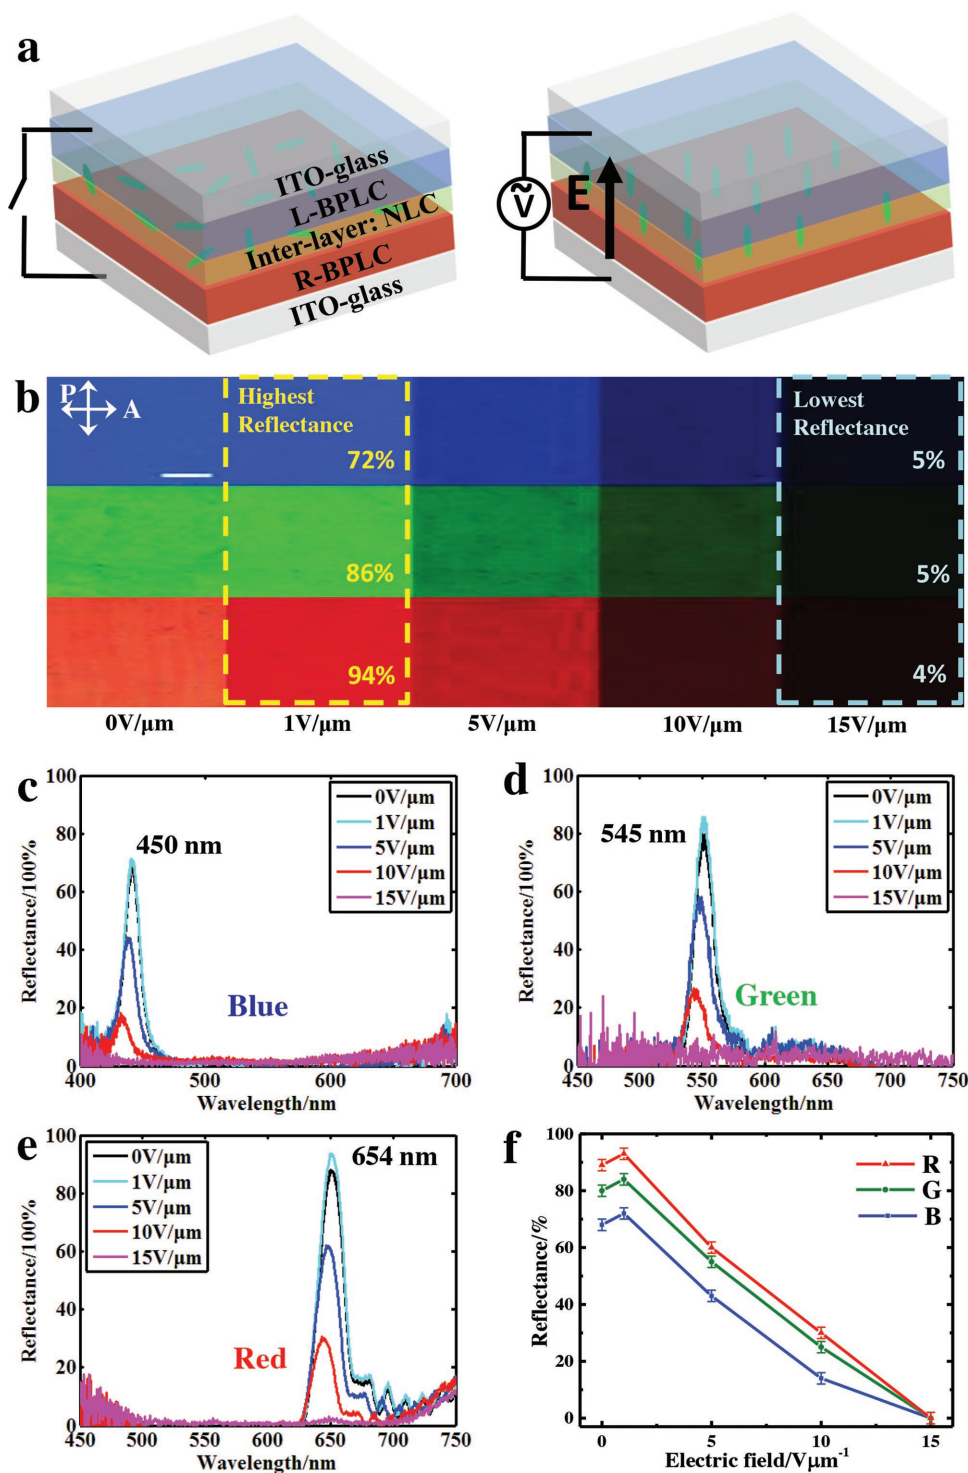 a
ITO-glass
L-BPLC
Inter-layer: NLC
R-BPLC
ITO-glass
Ṽ
E
b
P
A
Highest
Reflectance
72%
86%
94%
Lowest
Reflectance
5%
5%
4%
0V/μm 1V/μm 5V/μm 10V/μm 15V/μm
c
Reflectance/100%
100
80
60
40
20
0
450 nm
0V/μm
1V/μm
5V/μm
10V/μm
15V/μm
Blue
400 500 600 700
Wavelength/nm
d
Reflectance/100%
100
80
60
40
20
0
545 nm
0V/μm
1V/μm
5V/μm
10V/μm
15V/μm
Green
450 500 550 600 650 700 750
Wavelength/nm
e
Reflectance/100%
100
80
60
40
20
0
0V/μm
1V/μm
5V/μm
10V/μm
15V/μm
654 nm
Red
450 500 550 600 650 700 750
Wavelength/nm
f
Reflectance/%
100
80
60
40
20
0
R
G
B
0 5 10 15
Electric field/Vμm⁻¹